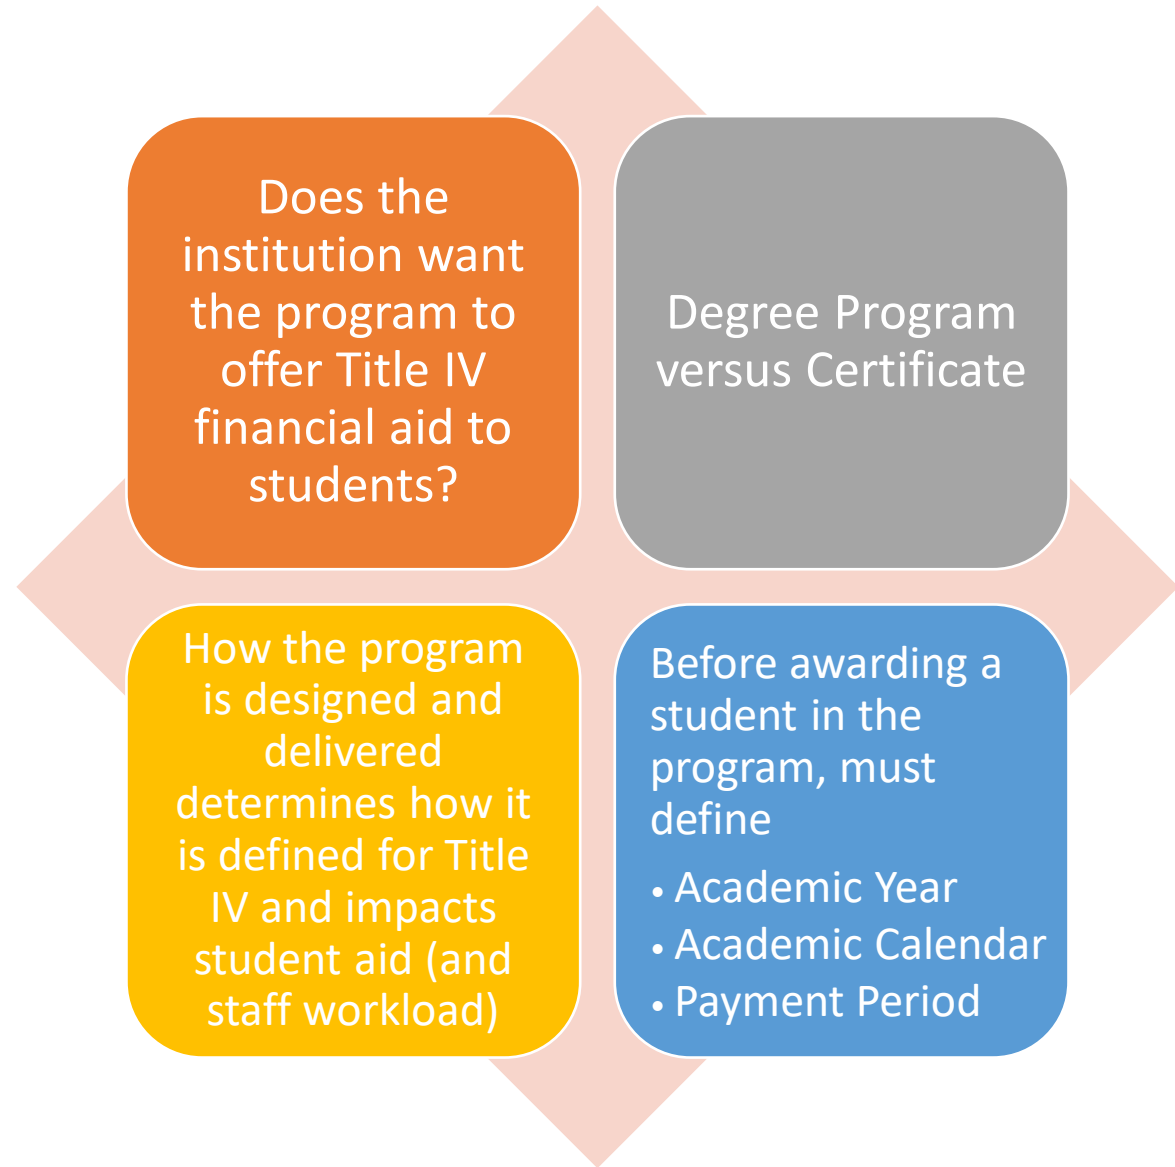 Does the
institution want
the program to
offer Title IV
financial aid to
students?
Degree Program
versus Certificate
How the program
is designed and
delivered
determines how it
is defined for Title
IV and impacts
student aid (and
staff workload)
Before awarding a
student in the
program, must
define
• Academic Year
• Academic Calendar
• Payment Period